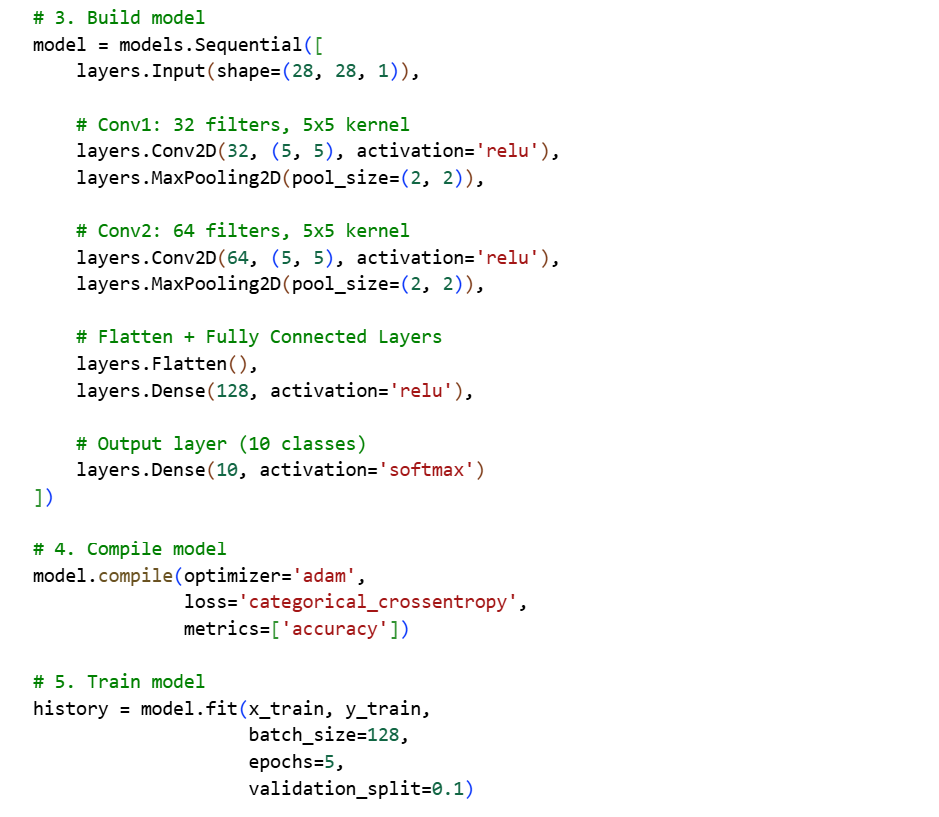 # 3. Build model
model = models.Sequential([
    layers.Input(shape=(28, 28, 1)),
    # Conv1: 32 filters, 5x5 kernel
    layers.Conv2D(32, (5, 5), activation='relu'),
    layers.MaxPooling2D(pool_size=(2, 2)),
    # Conv2: 64 filters, 5x5 kernel
    layers.Conv2D(64, (5, 5), activation='relu'),
    layers.MaxPooling2D(pool_size=(2, 2)),
    # Flatten + Fully Connected Layers
    layers.Flatten(),
    layers.Dense(128, activation='relu'),
    # Output layer (10 classes)
    layers.Dense(10, activation='softmax')
])
# 4. Compile model
model.compile(optimizer='adam',
              loss='categorical_crossentropy',
              metrics=['accuracy'])
# 5. Train model
history = model.fit(x_train, y_train,
                    batch_size=128,
                    epochs=5,
                    validation_split=0.1)